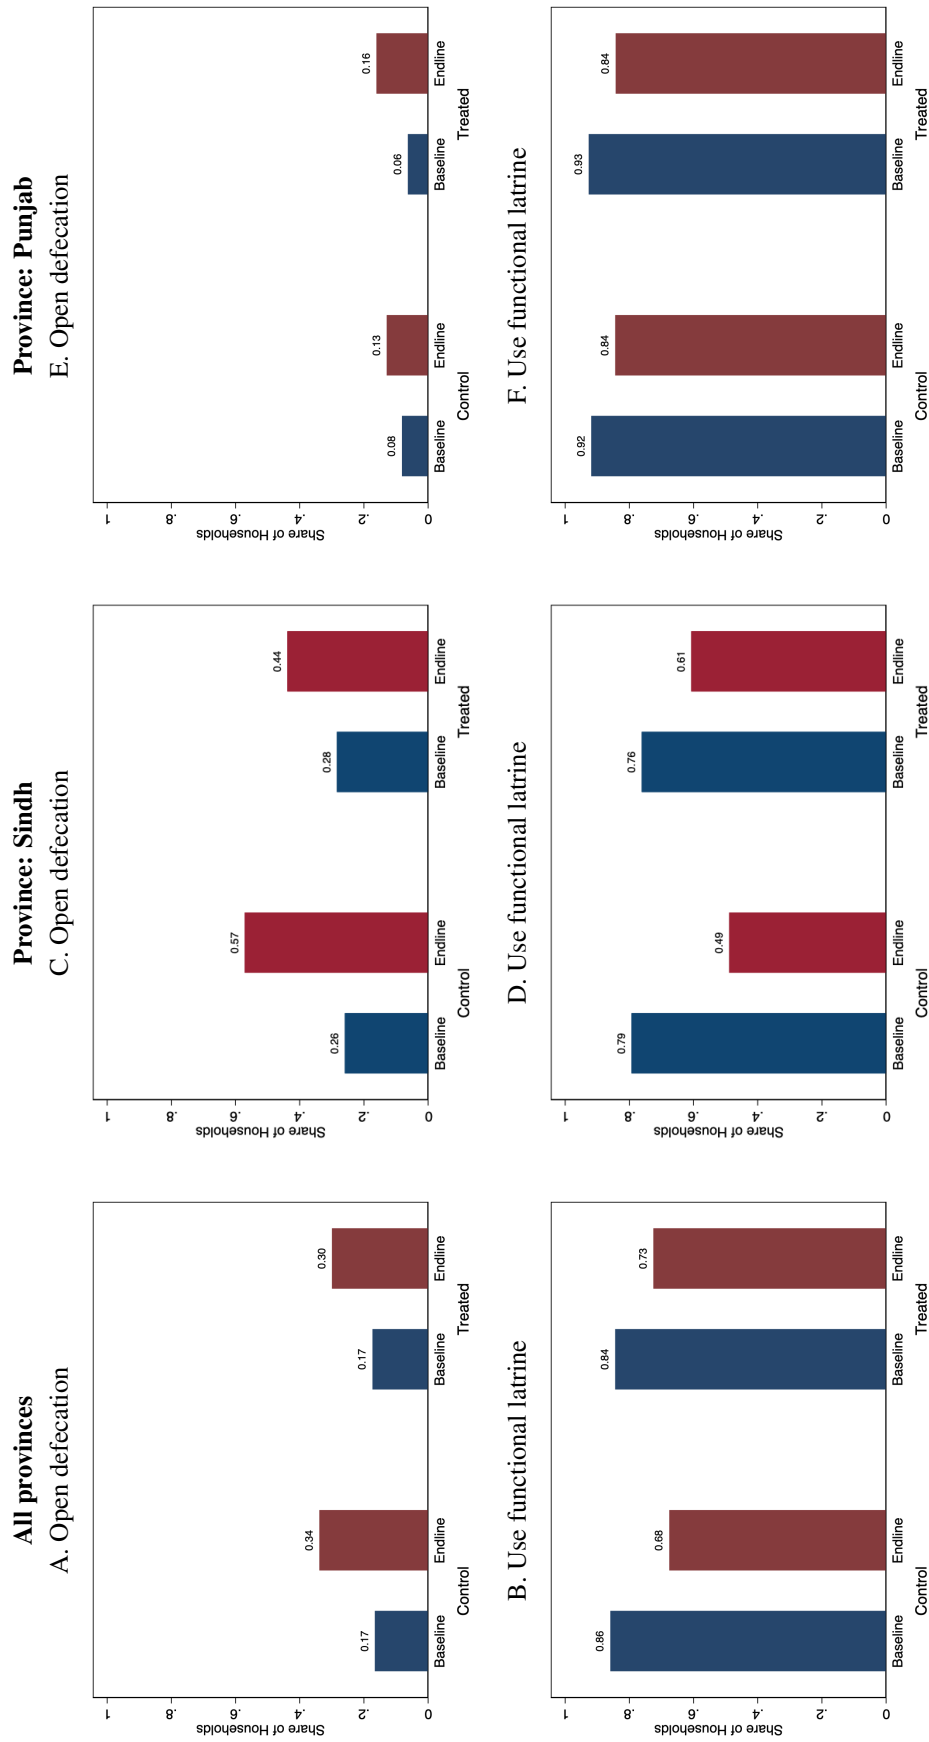 All provinces
A. Open defecation
Share of Households
0 .2 .4 .6 .8 1
0.17 0.34 0.17 0.30
Baseline Endline Baseline Endline
Control Treated
B. Use functional latrine
Share of Households
0 .2 .4 .6 .8 1
0.86 0.68 0.84 0.73
Baseline Endline Baseline Endline
Control Treated
Province: Sindh
C. Open defecation
Share of Households
0 .2 .4 .6 .8 1
0.26 0.57 0.28 0.44
Baseline Endline Baseline Endline
Control Treated
D. Use functional latrine
Share of Households
0 .2 .4 .6 .8 1
0.79 0.49 0.76 0.61
Baseline Endline Baseline Endline
Control Treated
Province: Punjab
E. Open defecation
Share of Households
0 .2 .4 .6 .8 1
0.08 0.13 0.06 0.16
Baseline Endline Baseline Endline
Control Treated
F. Use functional latrine
Share of Households
0 .2 .4 .6 .8 1
0.92 0.84 0.93 0.84
Baseline Endline Baseline Endline
Control Treated